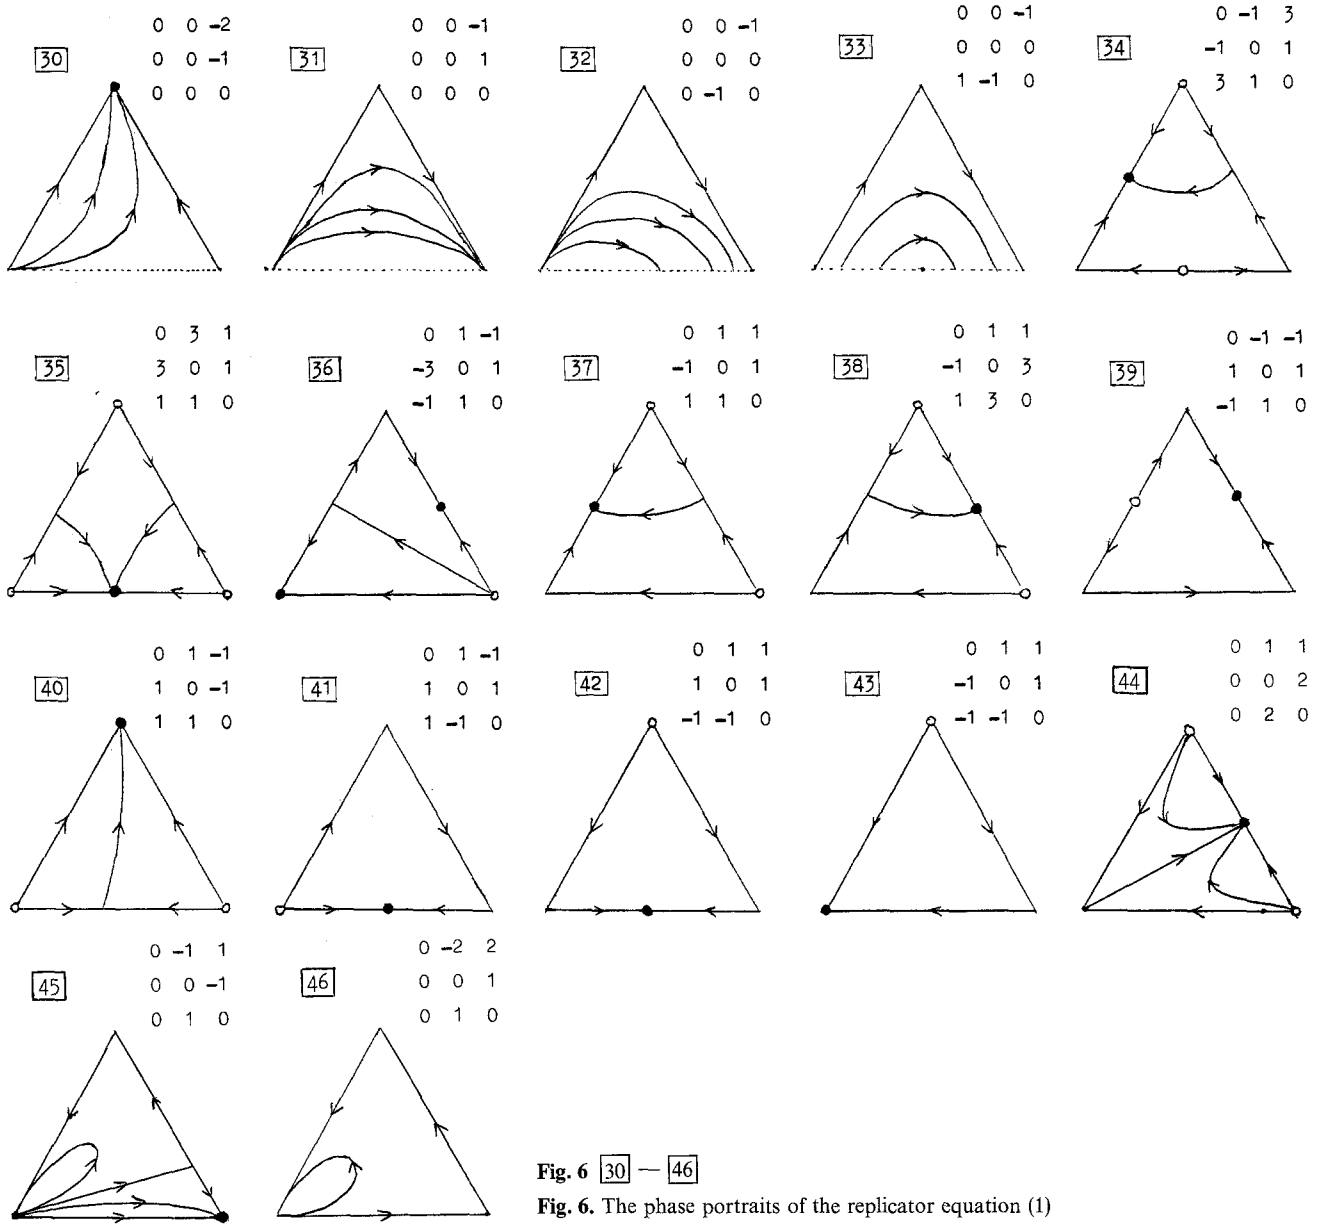 30
0 0 -2
0 0 -1
0 0 0
31
0 0 -1
0 0 1
0 0 0
32
0 0 -1
0 0 0
0 -1 0
33
0 0 -1
0 0 0
1 -1 0
34
0 -1 3
-1 0 1
3 1 0
35
0 3 1
3 0 1
1 1 0
36
0 1 -1
-3 0 1
-1 1 0
37
0 1 1
-1 0 1
1 1 0
38
0 1 1
-1 0 3
1 3 0
39
0 -1 -1
1 0 1
-1 1 0
40
0 1 -1
1 0 -1
1 1 0
41
0 1 -1
1 0 1
1 -1 0
42
0 1 1
1 0 1
-1 -1 0
43
0 1 1
-1 0 1
-1 -1 0
44
0 1 1
0 0 2
0 2 0
45
0 -1 1
0 0 -1
0 1 0
46
0 -2 2
0 0 1
0 1 0
Fig. 6 30 — 46
Fig. 6. The phase portraits of the replicator equation (1)